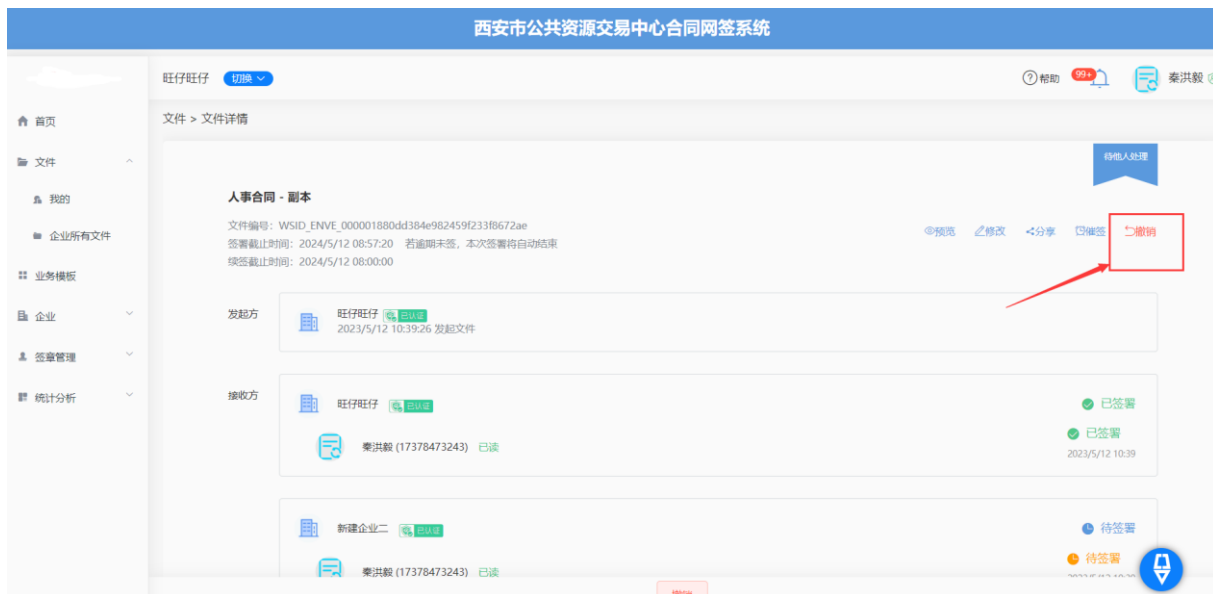 西安市公共资源交易中心合同网签系统
旺仔旺仔 切换 帮助 99+ 秦洪毅
首页
文件 > 文件详情
文件
待他人处理
我的
人事合同 - 副本
文件编号：WSID_ENVE_000001880dd384e982459f233f8672ae
企业所有文件
签署截止时间：2024/5/12 08:57:20 若逾期未签，本次签署将自动结束
预览 修改 分享 催签 撤销
续签截止时间：2024/5/12 08:00:00
业务模板
企业
发起方 旺仔旺仔 已认证
2023/5/12 10:39:26 发起文件
签章管理
统计分析
接收方 旺仔旺仔 已认证 已签署
秦洪毅 (17378473243) 已读 已签署
2023/5/12 10:39
新建企业二 已认证 待签署
秦洪毅 (17378473243) 已读 待签署